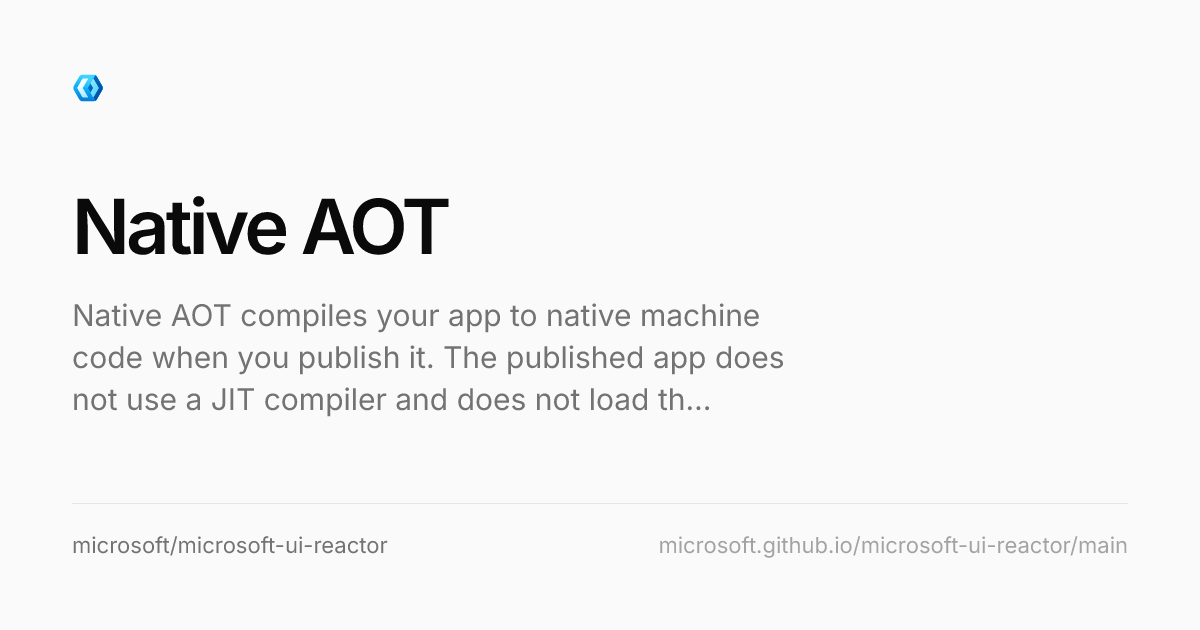 Native AOT
Native AOT compiles your app to native machine
code when you publish it. The published app does
not use a JIT compiler and does not load th...
microsoft/microsoft-ui-reactor
microsoft.github.io/microsoft-ui-reactor/main